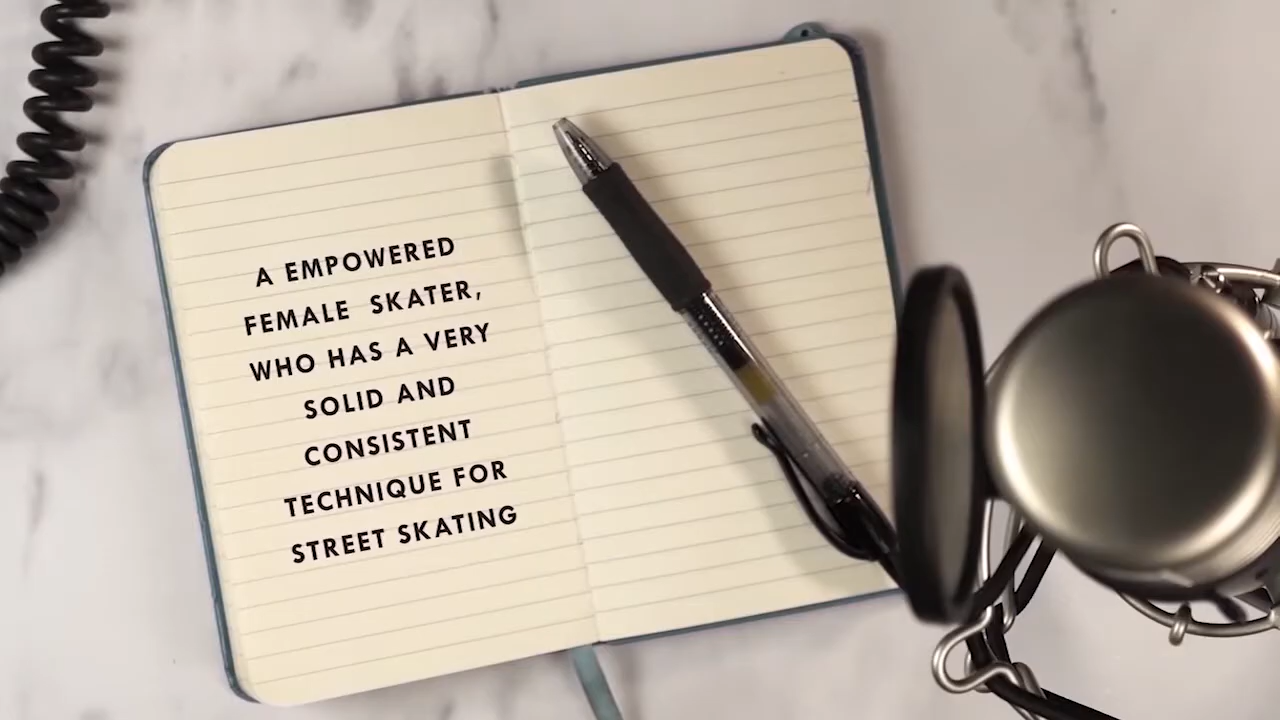 A EMPOWERED
FEMALE SKATER,
WHO HAS A VERY
SOLID AND
CONSISTENT
TECHNIQUE FOR
STREET SKATING